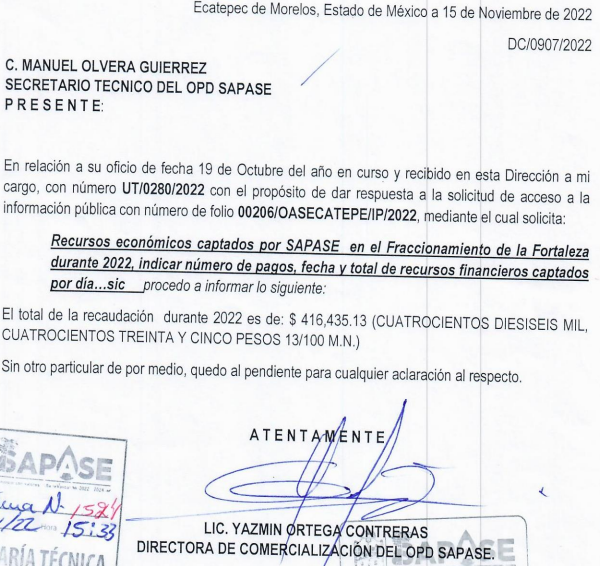 Ecatepec de Morelos, Estado de México a 15 de Noviembre de 2022
DC/0907/2022
C. MANUEL OLVERA GUIERREZ
SECRETARIO TECNICO DEL OPD SAPASE
P R E S E N T E:
En relación a su oficio de fecha 19 de Octubre del año en curso y recibido en esta Dirección a mi
cargo, con número UT/0280/2022 con el propósito de dar respuesta a la solicitud de acceso a la
información pública con número de folio 00206/OASECATEPE/IP/2022, mediante el cual solicita:
Recursos económicos captados por SAPASE en el Fraccionamiento de la Fortaleza
durante 2022, indicar número de pagos, fecha y total de recursos financieros captados
por día...sic procedo a informar lo siguiente:
El total de la recaudación durante 2022 es de: $ 416,435.13 (CUATROCIENTOS DIESISEIS MIL,
CUATROCIENTOS TREINTA Y CINCO PESOS 13/100 M.N.)
Sin otro particular de por medio, quedo al pendiente para cualquier aclaración al respecto.
A T E N T A M E N T E
SAPASE
15:33
LIC. YAZMIN ORTEGA CONTRERAS
DIRECTORA DE COMERCIALIZACIÓN DEL OPD SAPASE.
ARÍA TÉCNICA
SAPASE